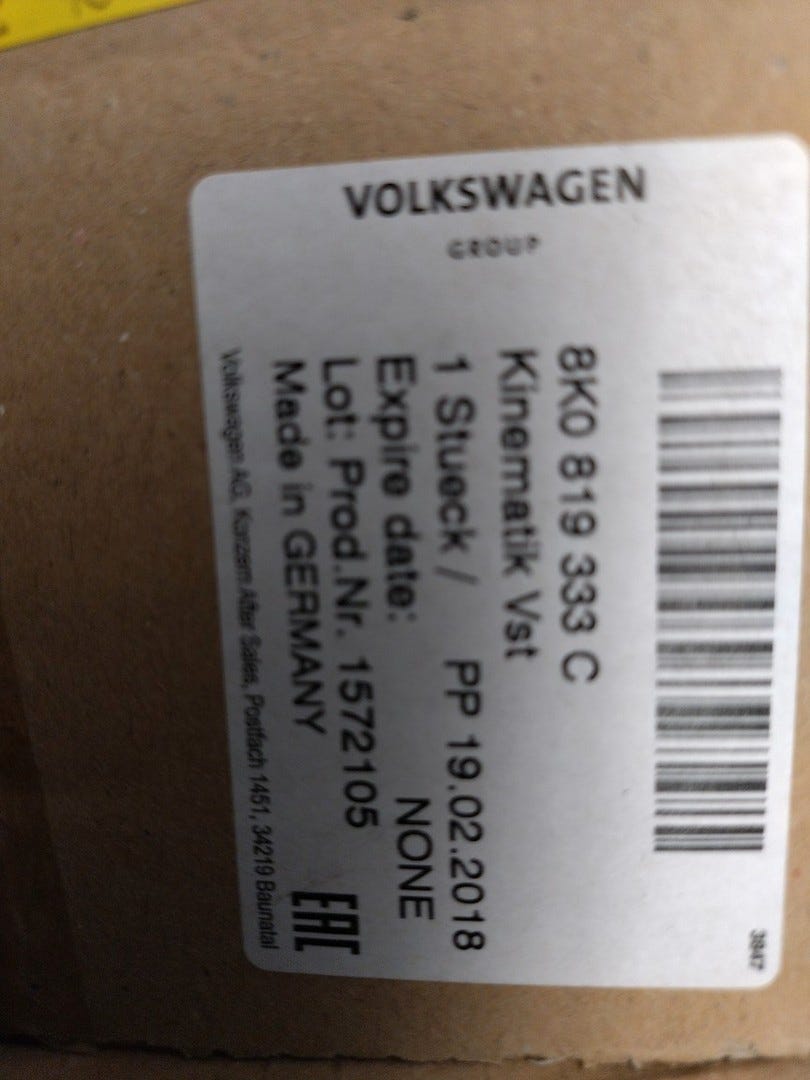 VOLKSWAGEN
GROUP
8K0 819 333 C
Kinematik Vst
1 Stueck / PP 19.02.2018
Expire date: NONE
Lot: Prod.Nr. 1572105
Made in GERMANY
EAC
Volkswagen AG, Konzern After Sales, Postfach 1451, 34219 Baunatal
3847